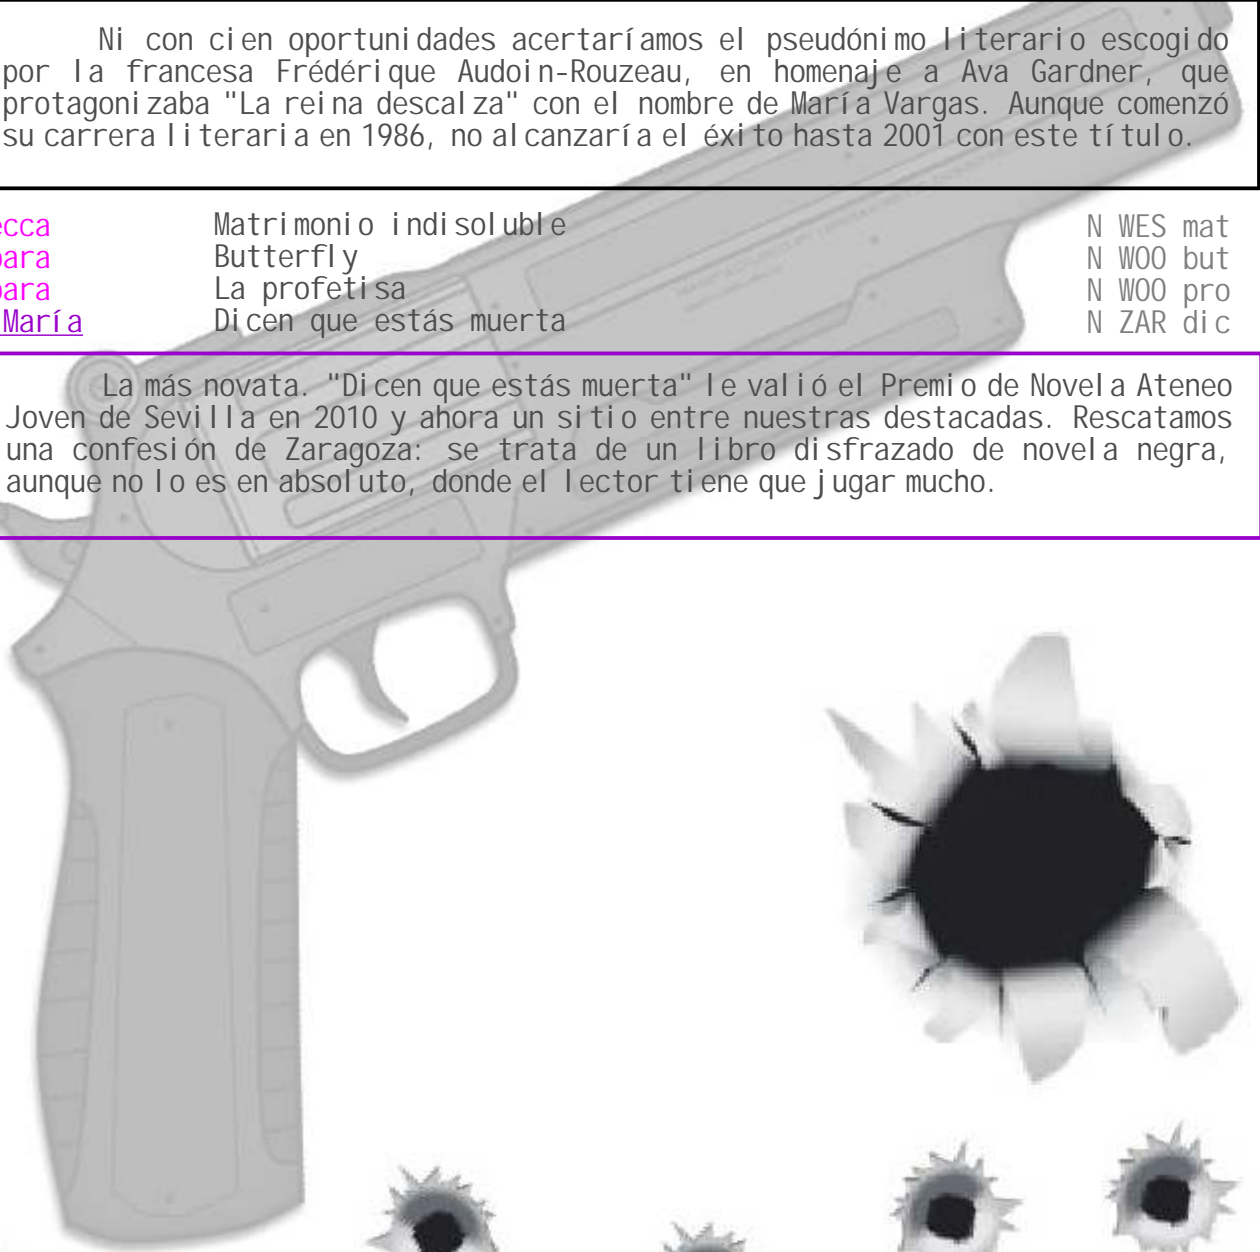 Ni con cien oportunidades acertaríamos el pseudónimo literario escogido
por la francesa Frédérique Audoin-Rouzeau, en homenaje a Ava Gardner, que
protagonizaba "La reina descalza" con el nombre de María Vargas. Aunque comenzó
su carrera literaria en 1986, no alcanzaría el éxito hasta 2001 con este título.
ecca Matrimonio indisoluble N WES mat
para Butterfly N WOO but
para La profetisa N WOO pro
María Dicen que estás muerta N ZAR dic
La más novata. "Dicen que estás muerta" le valió el Premio de Novela Ateneo
Joven de Sevilla en 2010 y ahora un sitio entre nuestras destacadas. Rescatamos
una confesión de Zaragoza: se trata de un libro disfrazado de novela negra,
aunque no lo es en absoluto, donde el lector tiene que jugar mucho.